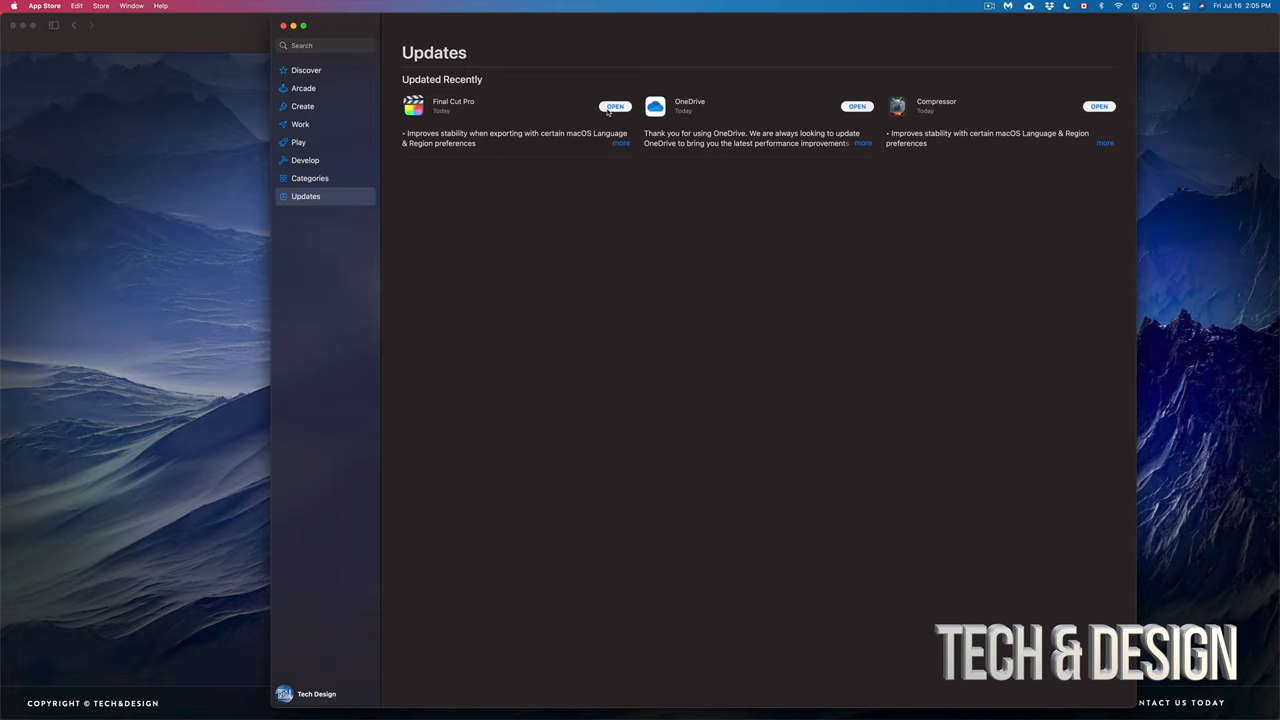 App Store Edit Store Window Help
Fri Jul 16 2:05 PM
Search
Discover
Arcade
Create
Work
Play
Develop
Categories
Updates
Tech Design
Updates
Updated Recently
Final Cut Pro
Today
OPEN
• Improves stability when exporting with certain macOS Language
& Region preferences
more
OneDrive
Today
OPEN
Thank you for using OneDrive. We are always looking to update
OneDrive to bring you the latest performance improvements
more
Compressor
Today
OPEN
• Improves stability with certain macOS Language & Region
preferences
more
TECH & DESIGN
COPYRIGHT © TECH&DESIGN
NTACT US TODAY